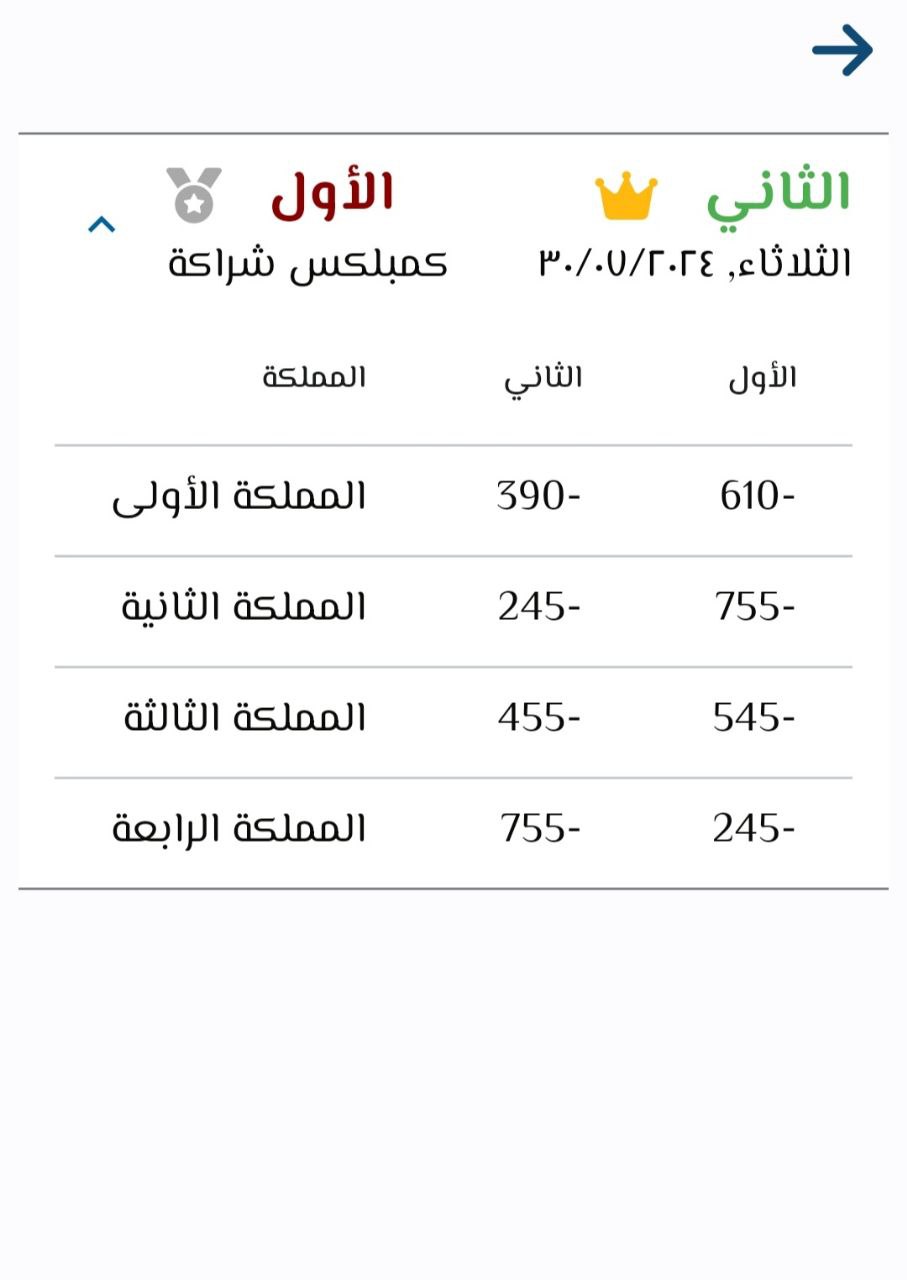 الثاني الأول
الثلاثاء, ٣٠/٠٧/٢٠٢٤ كمبلكس شراكة
الأول الثاني المملكة
610- 390- المملكة الأولى
755- 245- المملكة الثانية
545- 455- المملكة الثالثة
245- 755- المملكة الرابعة